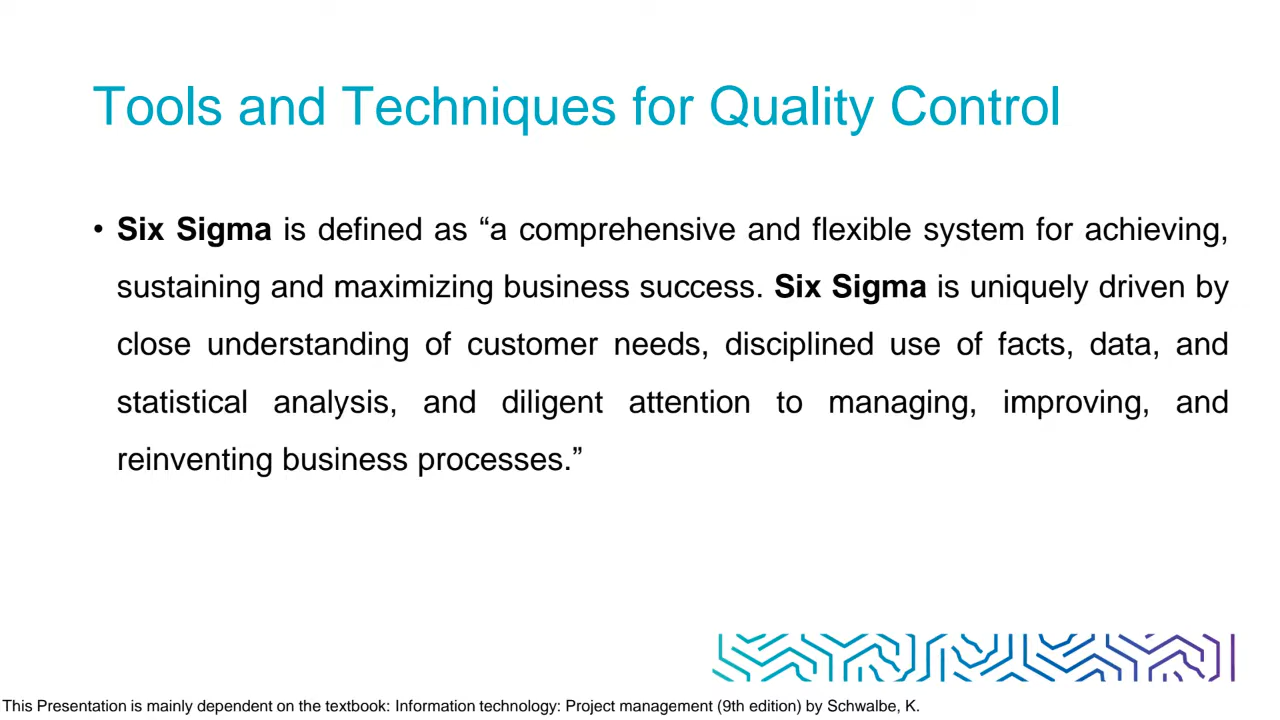 Tools and Techniques for Quality Control
• Six Sigma is defined as “a comprehensive and flexible system for achieving,
sustaining and maximizing business success. Six Sigma is uniquely driven by
close understanding of customer needs, disciplined use of facts, data, and
statistical analysis, and diligent attention to managing, improving, and
reinventing business processes.”
This Presentation is mainly dependent on the textbook: Information technology: Project management (9th edition) by Schwalbe, K.